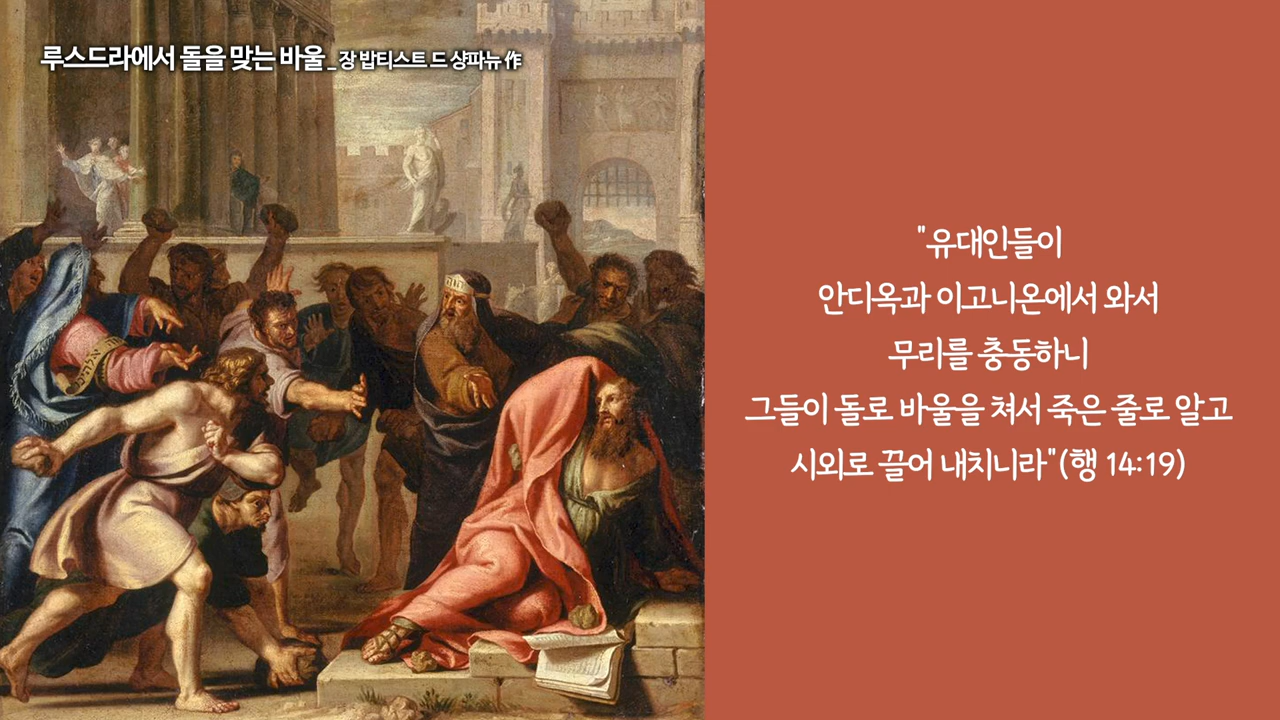 루스드라에서 돌을 맞는 바울_장 밥티스트 드 샹파뉴 作
"유대인들이
안디옥과 이고니온에서 와서
무리를 충동하니
그들이 돌로 바울을 쳐서 죽은 줄로 알고
시외로 끌어 내치니라"(행 14:19)